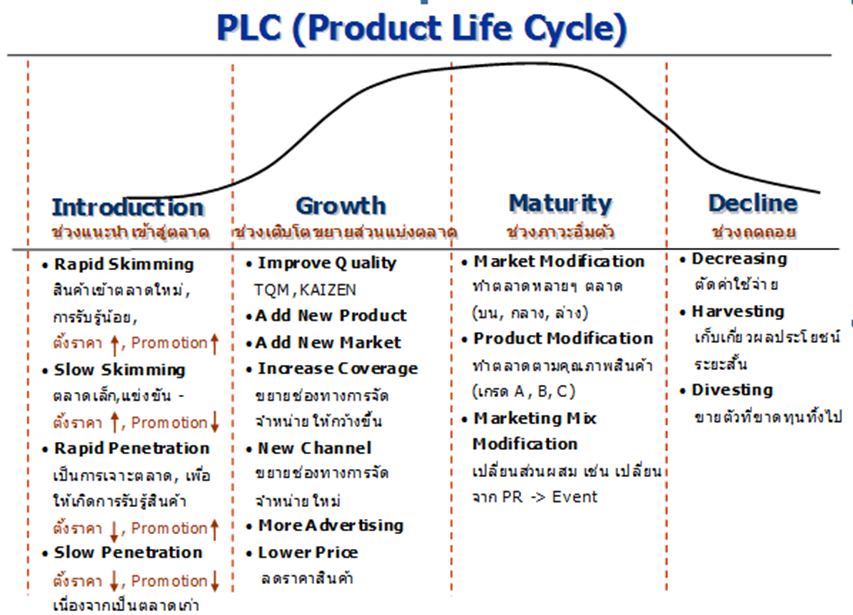 PLC (Product Life Cycle)
Introduction
ช่วงแนะนำเข้าสู่ตลาด
• Rapid Skimming
สินค้าเข้าตลาดใหม่,
การรับรู้น้อย,
ตั้งราคา ↑, Promotion ↑
• Slow Skimming
ตลาดเล็ก,แข่งขัน -
ตั้งราคา ↑, Promotion ↓
• Rapid Penetration
เป็นการเจาะตลาด, เพื่อ
ให้เกิดการรับรู้สินค้า
ตั้งราคา ↓, Promotion ↑
• Slow Penetration
ตั้งราคา ↓, Promotion ↓
เนื่องจากเป็นตลาดเก่า
Growth
ช่วงเติบโตขยายส่วนแบ่งตลาด
• Improve Quality
TQM, KAIZEN
• Add New Product
• Add New Market
• Increase Coverage
ขยายช่องทางการจัด
จำหน่ายให้กว้างขึ้น
• New Channel
ขยายช่องทางการจัด
จำหน่ายใหม่
• More Advertising
• Lower Price
ลดราคาสินค้า
Maturity
ช่วงภาวะอิ่มตัว
• Market Modification
ทำตลาดหลายๆ ตลาด
(บน, กลาง, ล่าง)
• Product Modification
ทำตลาดตามคุณภาพสินค้า
(เกรด A, B, C)
• Marketing Mix
Modification
เปลี่ยนส่วนผสม เช่น เปลี่ยน
จาก PR -> Event
Decline
ช่วงถดถอย
• Decreasing
ตัดค่าใช้จ่าย
• Harvesting
เก็บเกี่ยวผลประโยชน์
ระยะสั้น
• Divesting
ขายตัวที่ขาดทุนทิ้งไป